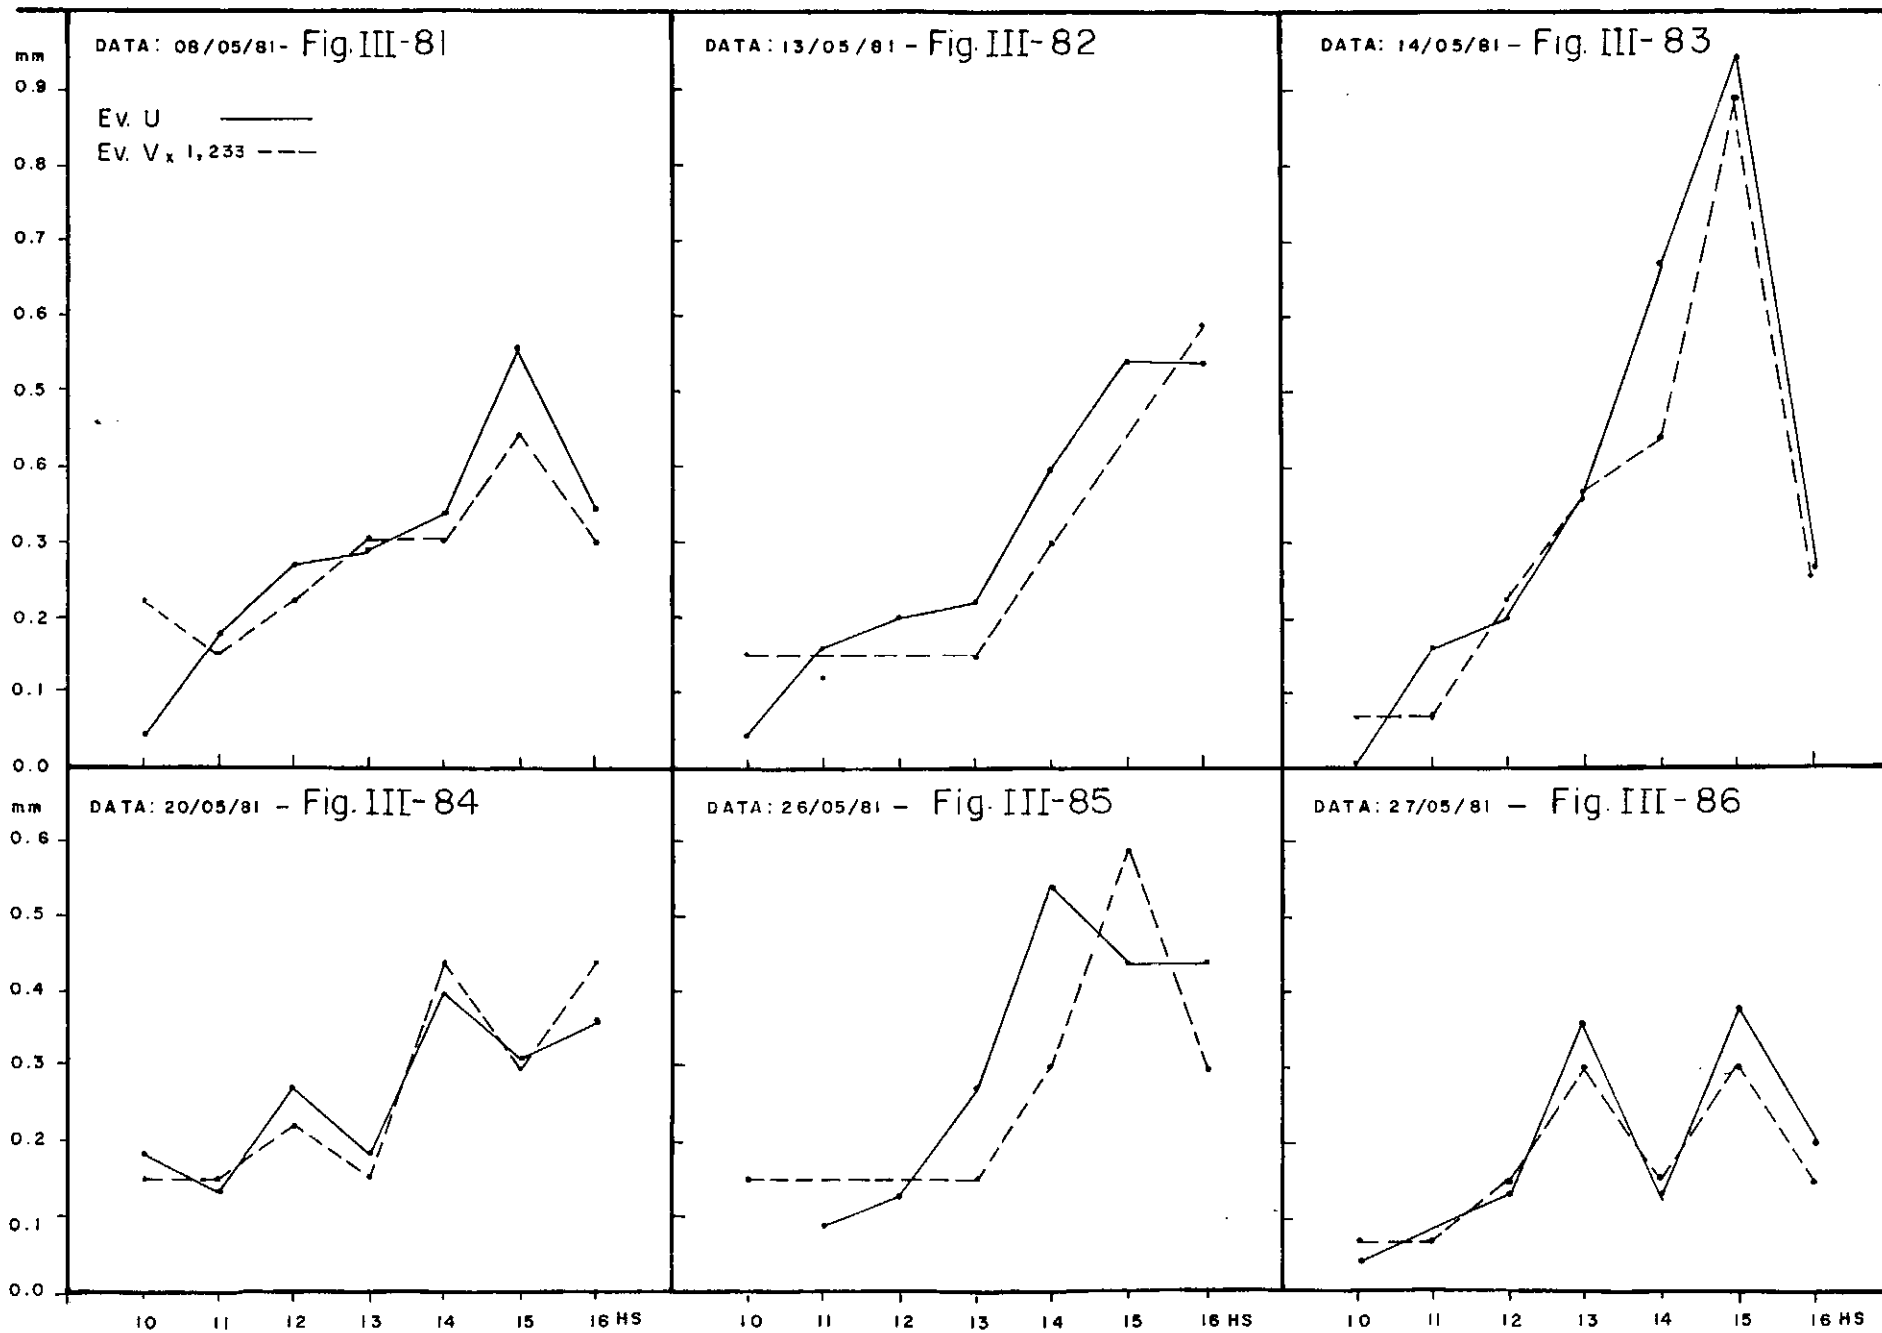 DATA: 08/05/81- Fig. III-81
DATA: 13/05/81 - Fig. III-82
DATA: 14/05/81 - Fig. III-83
mm
0.9
Ev. U
Ev. V x 1,233
0.8
0.7
0.6
0.5
0.6
0.3
0.2
0.1
0.0
DATA: 20/05/81 - Fig. III-84
DATA: 26/05/81 - Fig. III-85
DATA: 27/05/81 - Fig. III-86
mm
0.6
0.5
0.4
0.3
0.2
0.1
0.0
10 11 12 13 14 15 16 HS
10 11 12 13 14 15 16 HS
10 11 12 13 14 15 16 HS